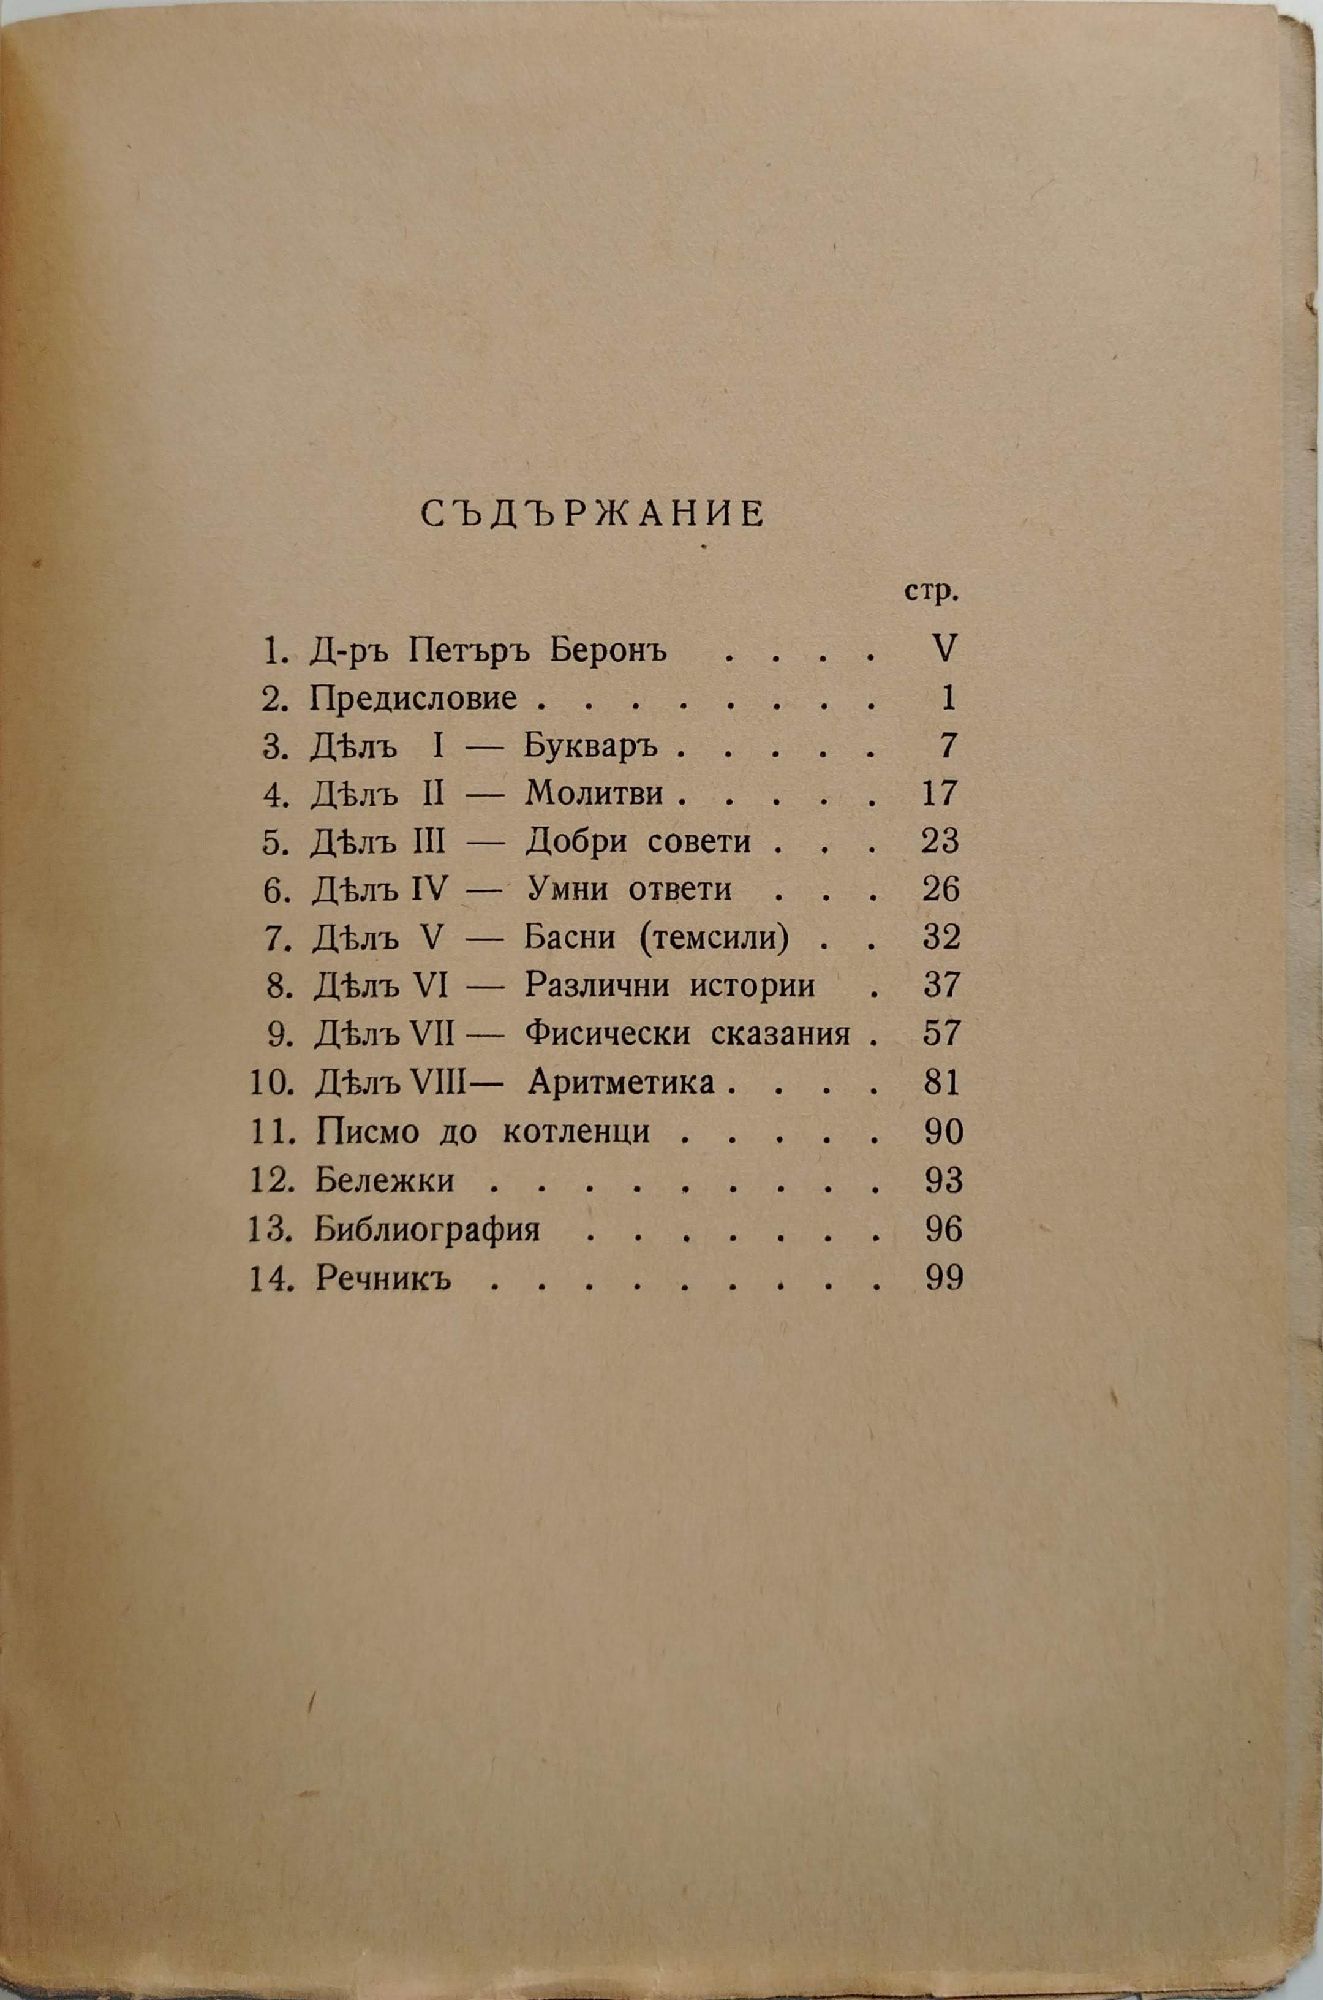 СЪДЪРЖАНИЕ
стр.
1. Д-ръ Петъръ Беронъ . . . . V
2. Предисловие . . . . . . . . 1
3. Дѣлъ I — Букваръ . . . . . 7
4. Дѣлъ II — Молитви . . . . . 17
5. Дѣлъ III — Добри совети . . . 23
6. Дѣлъ IV — Умни ответи . . . 26
7. Дѣлъ V — Басни (темсили) . . 32
8. Дѣлъ VI — Различни истории . 37
9. Дѣлъ VII — Фисически сказания . 57
10. Дѣлъ VIII — Аритметика . . . . 81
11. Писмо до котленци . . . . . 90
12. Бележки . . . . . . . . . 93
13. Библиография . . . . . . . 96
14. Речникъ . . . . . . . . . 99